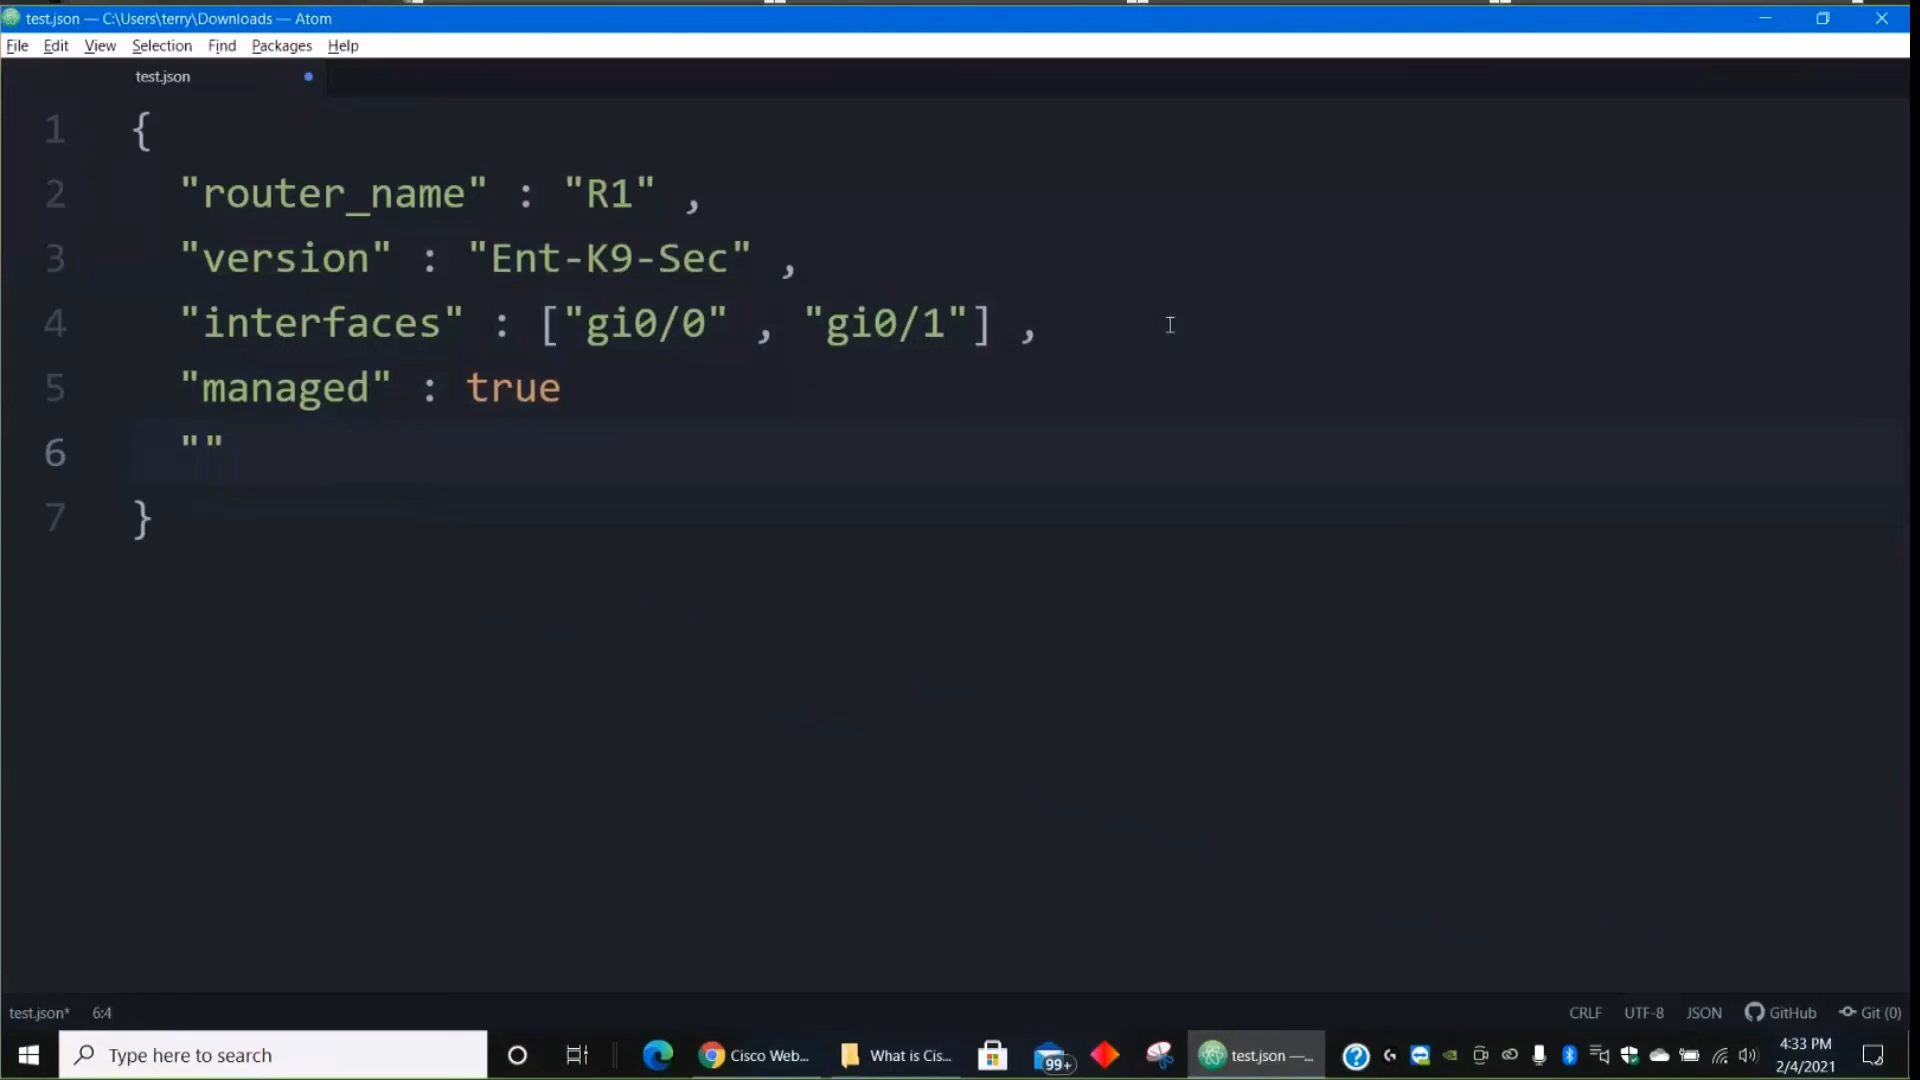 test.json — C:\Users\terry\Downloads — Atom
File Edit View Selection Find Packages Help
test.json
1 {
2 "router_name" : "R1" ,
3 "version" : "Ent-K9-Sec" ,
4 "interfaces" : ["gi0/0" , "gi0/1"] ,
5 "managed" : true
6 ""
7 }
test.json* 6:4 CRLF UTF-8 JSON GitHub Git (0)
Type here to search Cisco Web... What is Cis... 99+ test.json —... 4:33 PM
2/4/2021